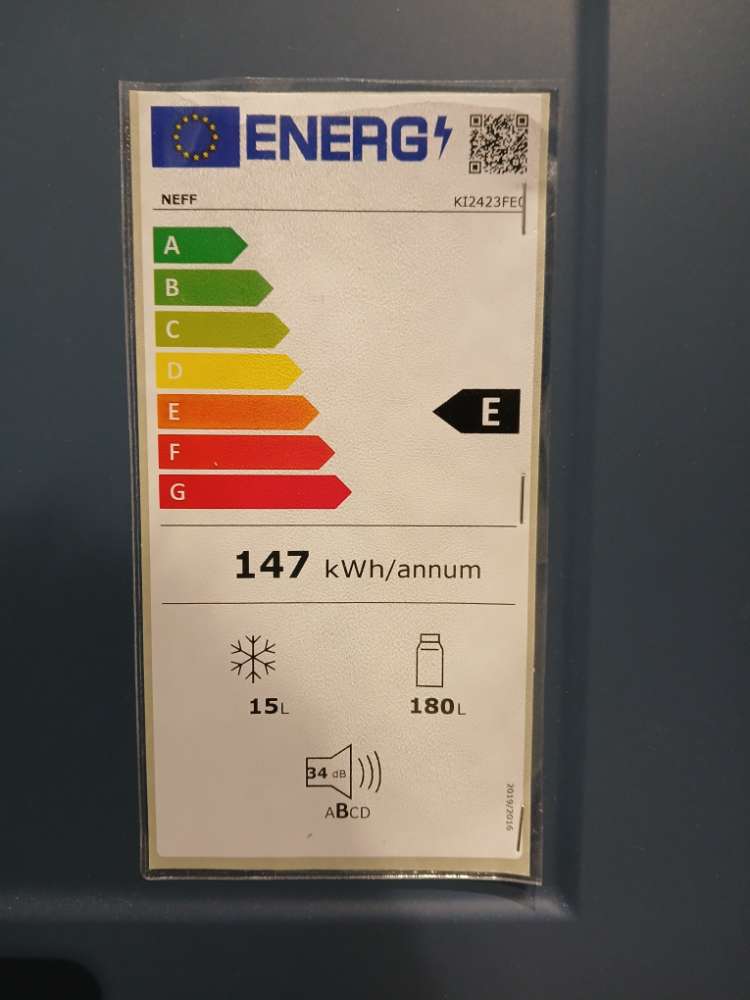 ENERG
NEFF
KI2423FE0
A
B
C
D
E
E
F
G
147 kWh/annum
15L
180L
34 dB
ABCD
2019/2016